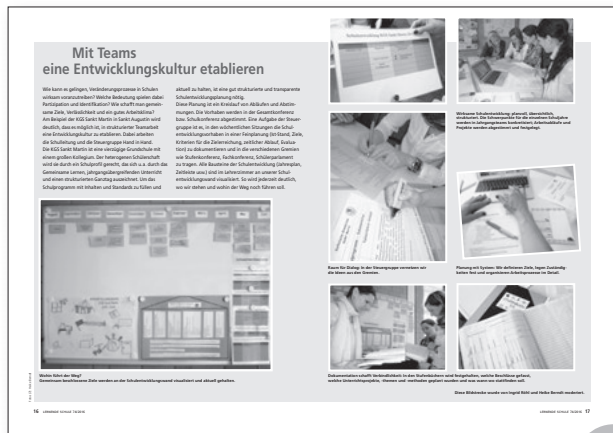 Mit Teams
eine Entwicklungskultur etablieren
Wie kann es gelingen, Veränderungsprozesse in Schulen
wirksam voranzutreiben? Welche Bedeutung spielen dabei
Partizipation und Identifikation? Wie schafft man gemein-
same Ziele, Verlässlichkeit und ein gutes Arbeitsklima?
Am Beispiel der KGS Sankt Martin in Sankt Augustin wird
deutlich, dass es möglich ist, in strukturierter Teamarbeit
eine Entwicklungskultur zu etablieren. Dabei arbeiten
die Schulleitung und die Steuergruppe Hand in Hand.
Die KGS Sankt Martin ist eine vierzügige Grundschule mit
einem großen Kollegium. Der heterogenen Schülerschaft
wird sie durch ein Schulprofil gerecht, das sich u.a. durch das
Gemeinsame Lernen, jahrgangsübergreifenden Unterricht
und einen strukturierten Ganztag auszeichnet. Um das
Schulprogramm mit Inhalten und Standards zu füllen und
aktuell zu halten, ist eine gut strukturierte und transparente
Schulentwicklungsplanung nötig.
Diese Planung ist ein Kreislauf von Abläufen und Abstim-
mungen. Die Vorhaben werden in der Gesamtkonferenz
bzw. Schulkonferenz abgestimmt. Eine Aufgabe der Steuer-
gruppe ist es, in den wöchentlichen Sitzungen die Schul-
entwicklungsvorhaben in einer Feinplanung (Ist-Stand, Ziele,
Kriterien für die Zielerreichung, zeitlicher Ablauf, Evalua-
tion) zu dokumentieren und in die verschiedenen Gremien
wie Stufenkonferenz, Fachkonferenz, Schülerparlament
zu tragen. Alle Bausteine der Schulentwicklung (Jahresplan,
Zeitleiste usw.) sind im Lehrerzimmer an unserer Schul-
entwicklungswand visualisiert. So wird jederzeit deutlich,
wo wir stehen und wohin der Weg noch führen soll.
Wohin führt der Weg?
Gemeinsam beschlossene Ziele werden an der Schulentwicklungswand visualisiert und aktuell gehalten.
16 LERNENDE SCHULE 73/2016
Wirksame Schulentwicklung: planvoll, übersichtlich,
strukturiert. Die Schwerpunkte für die einzelnen Schuljahre
werden in Jahrgangsteams konkretisiert; Arbeitsabläufe und
Projekte werden abgestimmt und festgelegt.
Raum für Dialog: In der Steuergruppe vernetzen wir
die Ideen aus den Gremien.
Planung mit System: Wir definieren Ziele, legen Zuständig-
keiten fest und organisieren Arbeitsprozesse im Detail.
Dokumentation schafft Verbindlichkeit: In den Stufenbüchern wird festgehalten, welche Beschlüsse gefasst,
welche Unterrichtsprojekte, -themen und -methoden geplant wurden und was wann wo stattfinden soll.
Diese Bildstrecke wurde von Ingrid Röhl und Heike Berndt moderiert.
LERNENDE SCHULE 73/2016 17